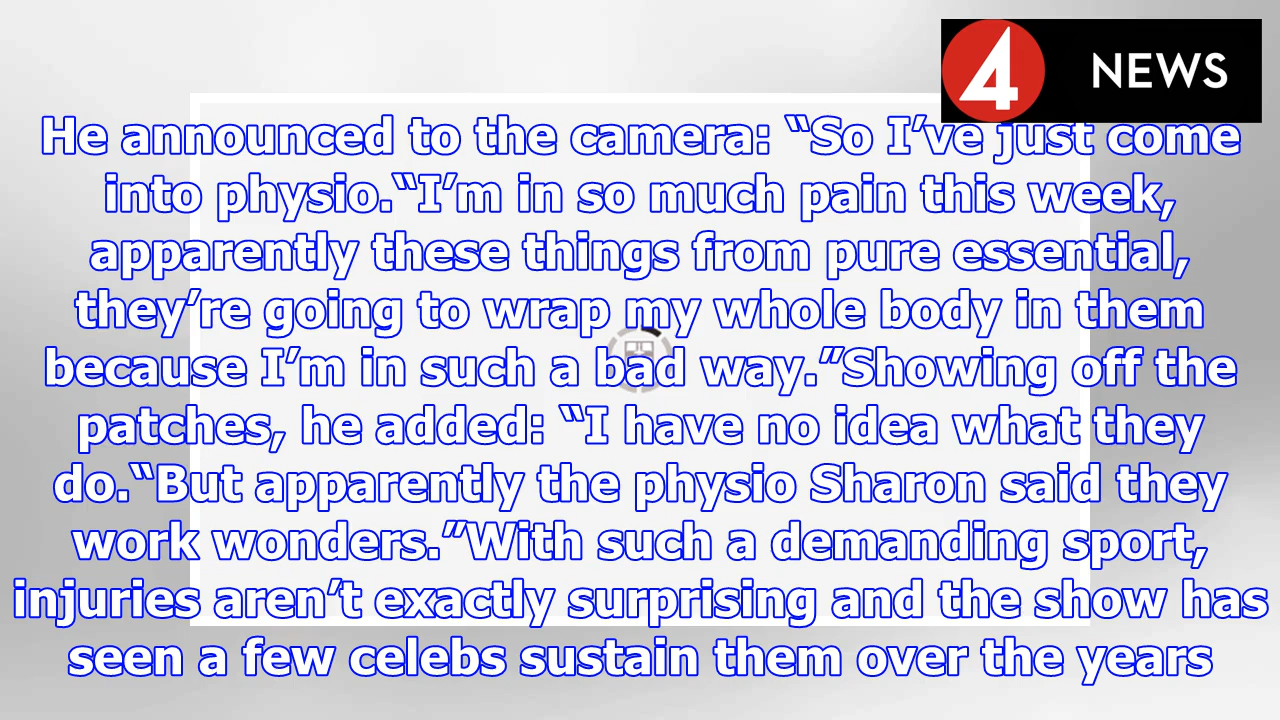 4 NEWS
He announced to the camera: “So I’ve just come
into physio.“I’m in so much pain this week,
apparently these things from pure essential,
they’re going to wrap my whole body in them
because I’m in such a bad way.”Showing off the
patches, he added: “I have no idea what they
do.“But apparently the physio Sharon said they
work wonders.”With such a demanding sport,
injuries aren’t exactly surprising and the show has
seen a few celebs sustain them over the years